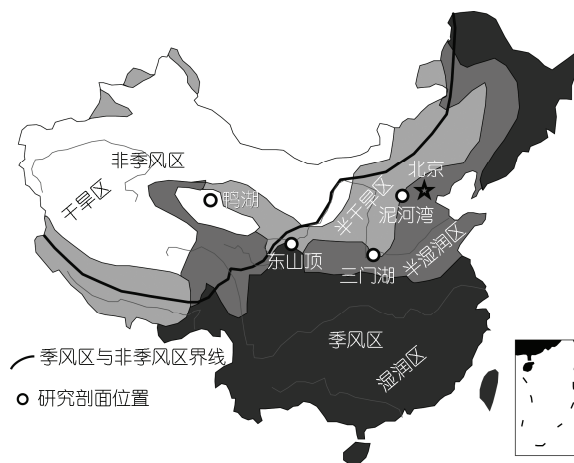 非季风区
北京
干旱区
鸭湖
半干旱区
泥河湾
东山顶
三门湖
半湿润区
季风区
湿润区
季风区与非季风区界线
研究剖面位置